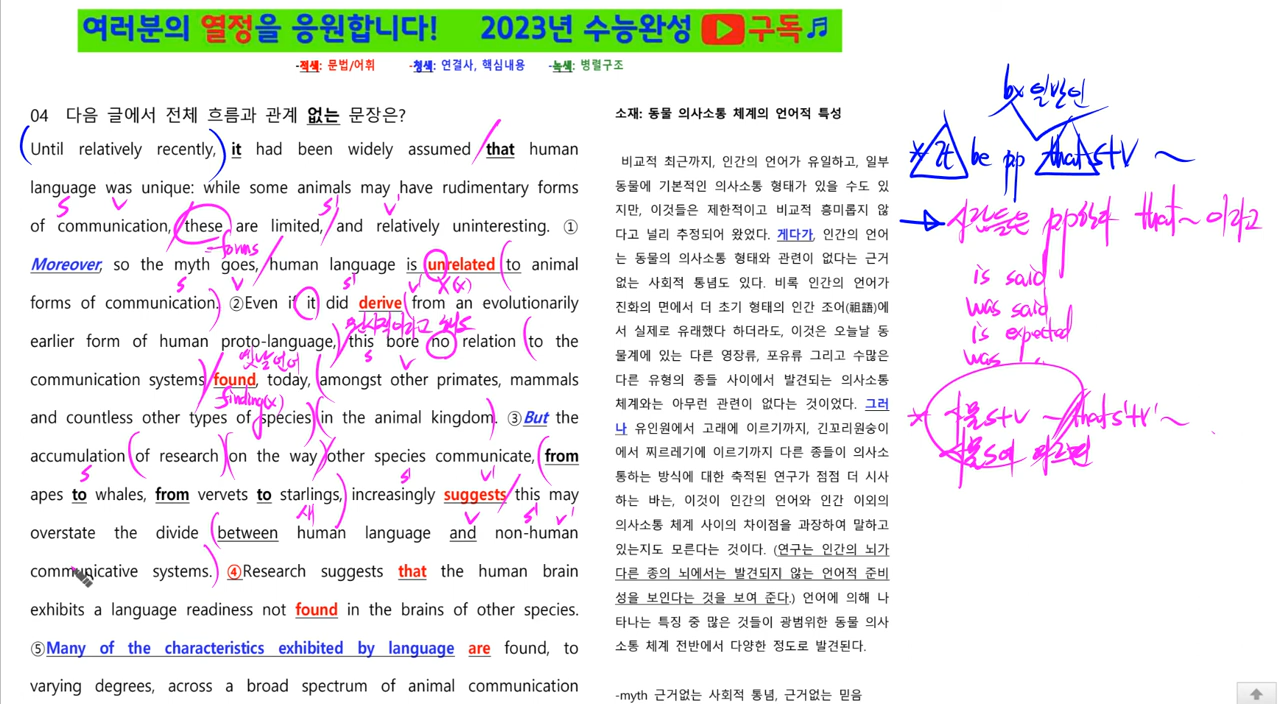 여러분의 열정을 응원합니다! 2023년 수능완성 구독♬
-적색: 문법/어휘 -청색: 연결사, 핵심내용 -녹색: 병렬구조
04 다음 글에서 전체 흐름과 관계 없는 문장은?
Until relatively recently, it had been widely assumed that human
language was unique: while some animals may have rudimentary forms
of communication, these are limited, and relatively uninteresting. ①
=forms
Moreover, so the myth goes, human language is unrelated to animal
forms of communication. ②Even if it did derive from an evolutionarily
earlier form of human proto-language, this bore no relation to the
옛날언어
communication systems found, today, amongst other primates, mammals
finding(x)
and countless other types of species in the animal kingdom. ③But the
accumulation of research on the way other species communicate, from
apes to whales, from vervets to starlings, increasingly suggests this may
새
overstate the divide between human language and non-human
communicative systems. ④Research suggests that the human brain
exhibits a language readiness not found in the brains of other species.
⑤Many of the characteristics exhibited by language are found, to
varying degrees, across a broad spectrum of animal communication
소재: 동물 의사소통 체계의 언어적 특성
비교적 최근까지, 인간의 언어가 유일하고, 일부
동물에 기본적인 의사소통 형태가 있을 수도 있
지만, 이것들은 제한적이고 비교적 흥미롭지 않
다고 널리 추정되어 왔었다. 게다가, 인간의 언어
는 동물의 의사소통 형태와 관련이 없다는 근거
없는 사회적 통념도 있다. 비록 인간의 언어가
진화의 면에서 더 초기 형태의 인간 조어(祖語)에
서 실제로 유래했다 하더라도, 이것은 오늘날 동
물계에 있는 다른 영장류, 포유류 그리고 수많은
다른 유형의 종들 사이에서 발견되는 의사소통
체계와는 아무런 관련이 없다는 것이었다. 그러
나 유인원에서 고래에 이르기까지, 긴꼬리원숭이
에서 찌르레기에 이르기까지 다른 종들이 의사소
통하는 방식에 대한 축적된 연구가 점점 더 시사
하는 바는, 이것이 인간의 언어와 인간 이외의
의사소통 체계 사이의 차이점을 과장하여 말하고
있는지도 모른다는 것이다. (연구는 인간의 뇌가
다른 종의 뇌에서는 발견되지 않는 언어적 준비
성을 보인다는 것을 보여 준다.) 언어에 의해 나
타나는 특징 중 많은 것들이 광범위한 동물 의사
소통 체계 전반에서 다양한 정도로 발견된다.
-myth 근거없는 사회적 통념, 근거없는 믿음
by 일반인
* It be pp that s+v ~
사람들은 pp하다 that~ 이라고
is said
was said
is expected
was
* 사물s+v ~ that s'+v' ~
사물s에 따르면